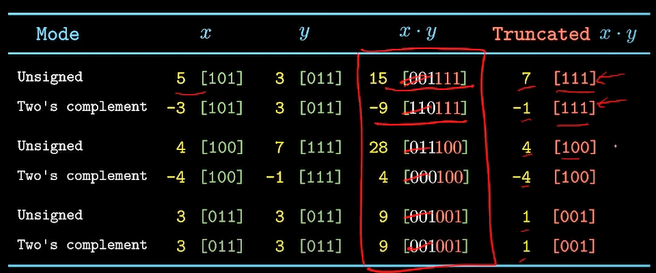 Mode x y x · y Truncated x · y
Unsigned 5 [101] 3 [011] 15 [001111] 7 [111]
Two's complement -3 [101] 3 [011] -9 [110111] -1 [111]
Unsigned 4 [100] 7 [111] 28 [011100] 4 [100]
Two's complement -4 [100] -1 [111] 4 [000100] -4 [100]
Unsigned 3 [011] 3 [011] 9 [001001] 1 [001]
Two's complement 3 [011] 3 [011] 9 [001001] 1 [001]